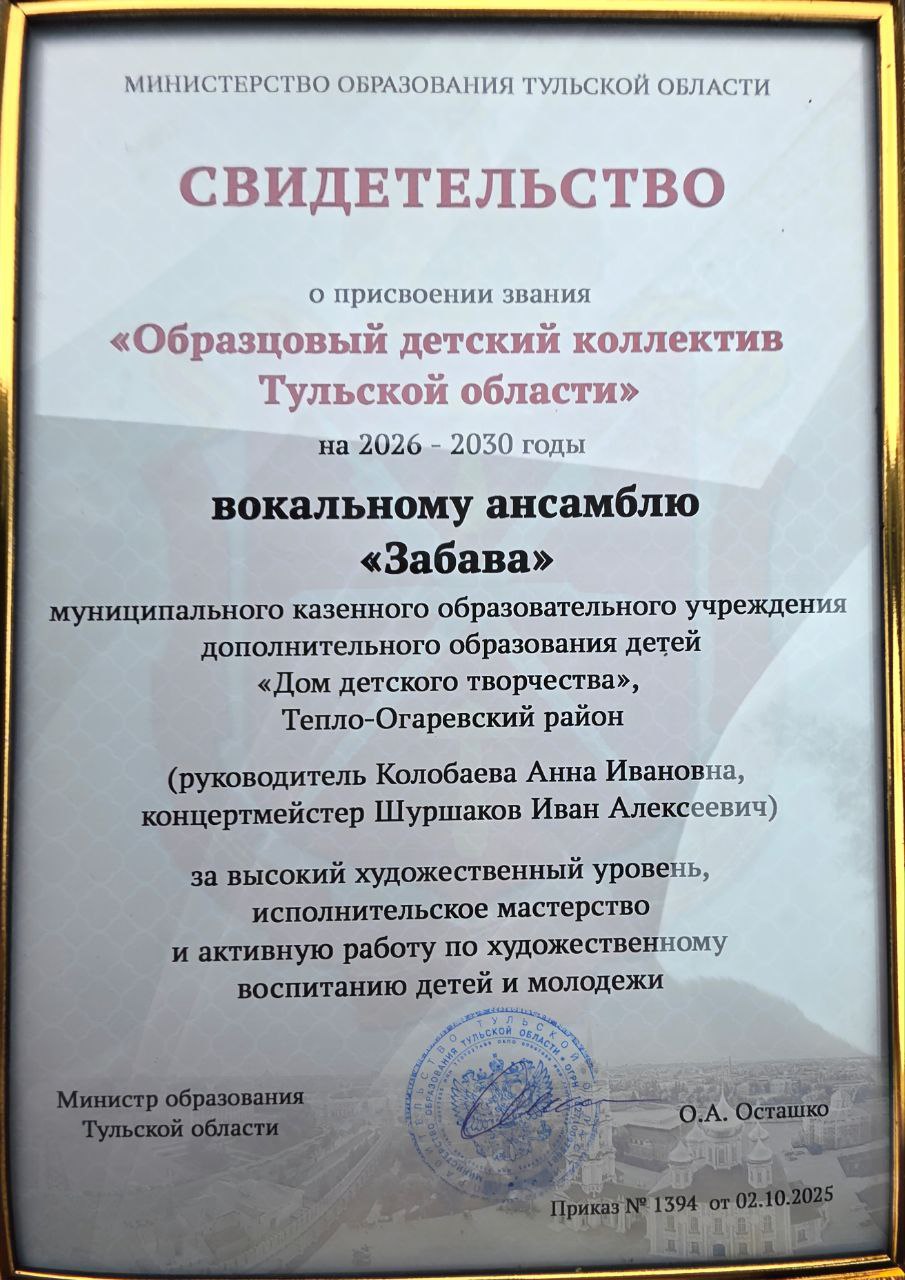 МИНИСТЕРСТВО ОБРАЗОВАНИЯ ТУЛЬСКОЙ ОБЛАСТИ
СВИДЕТЕЛЬСТВО
о присвоении звания
«Образцовый детский коллектив
Тульской области»
на 2026 - 2030 годы
вокальному ансамблю
«Забава»
муниципального казенного образовательного учреждения
дополнительного образования детей
«Дом детского творчества»,
Тепло-Огаревский район
(руководитель Колобаева Анна Ивановна,
концертмейстер Шуршаков Иван Алексеевич)
за высокий художественный уровень,
исполнительское мастерство
и активную работу по художественному
воспитанию детей и молодежи
Министр образования
Тульской области
О.А. Осташко
Приказ № 1394 от 02.10.2025